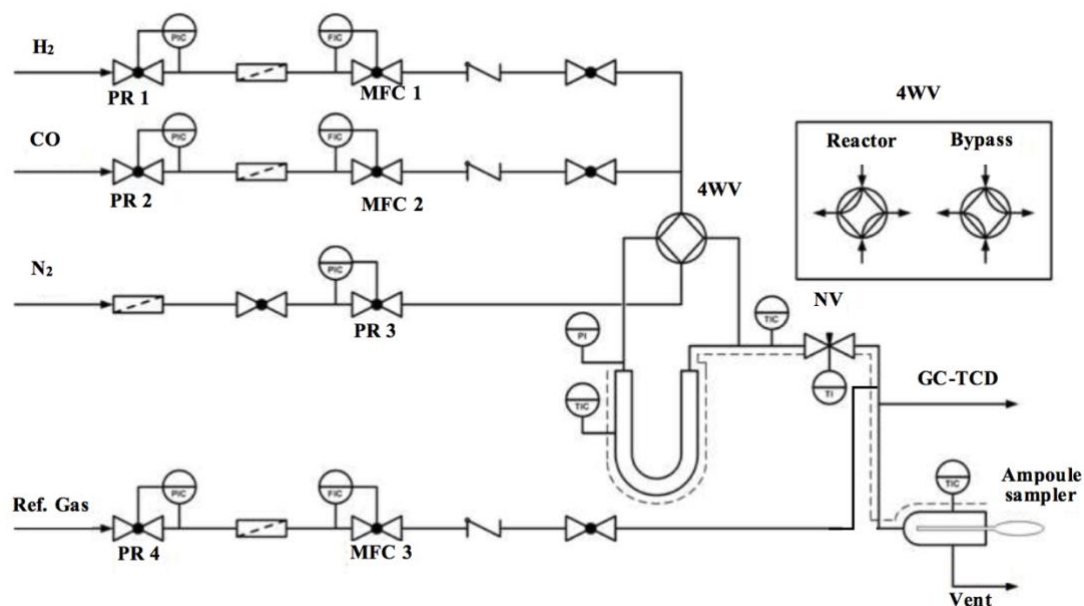 H₂
PIC
FIC
PR 1
MFC 1
CO
PIC
FIC
PR 2
MFC 2
4WV
Reactor
Bypass
4WV
N₂
PIC
PR 3
NV
TIC
PI
TI
GC-TCD
TIC
Ref. Gas
PIC
FIC
PR 4
MFC 3
TIC
Ampoule
sampler
Vent